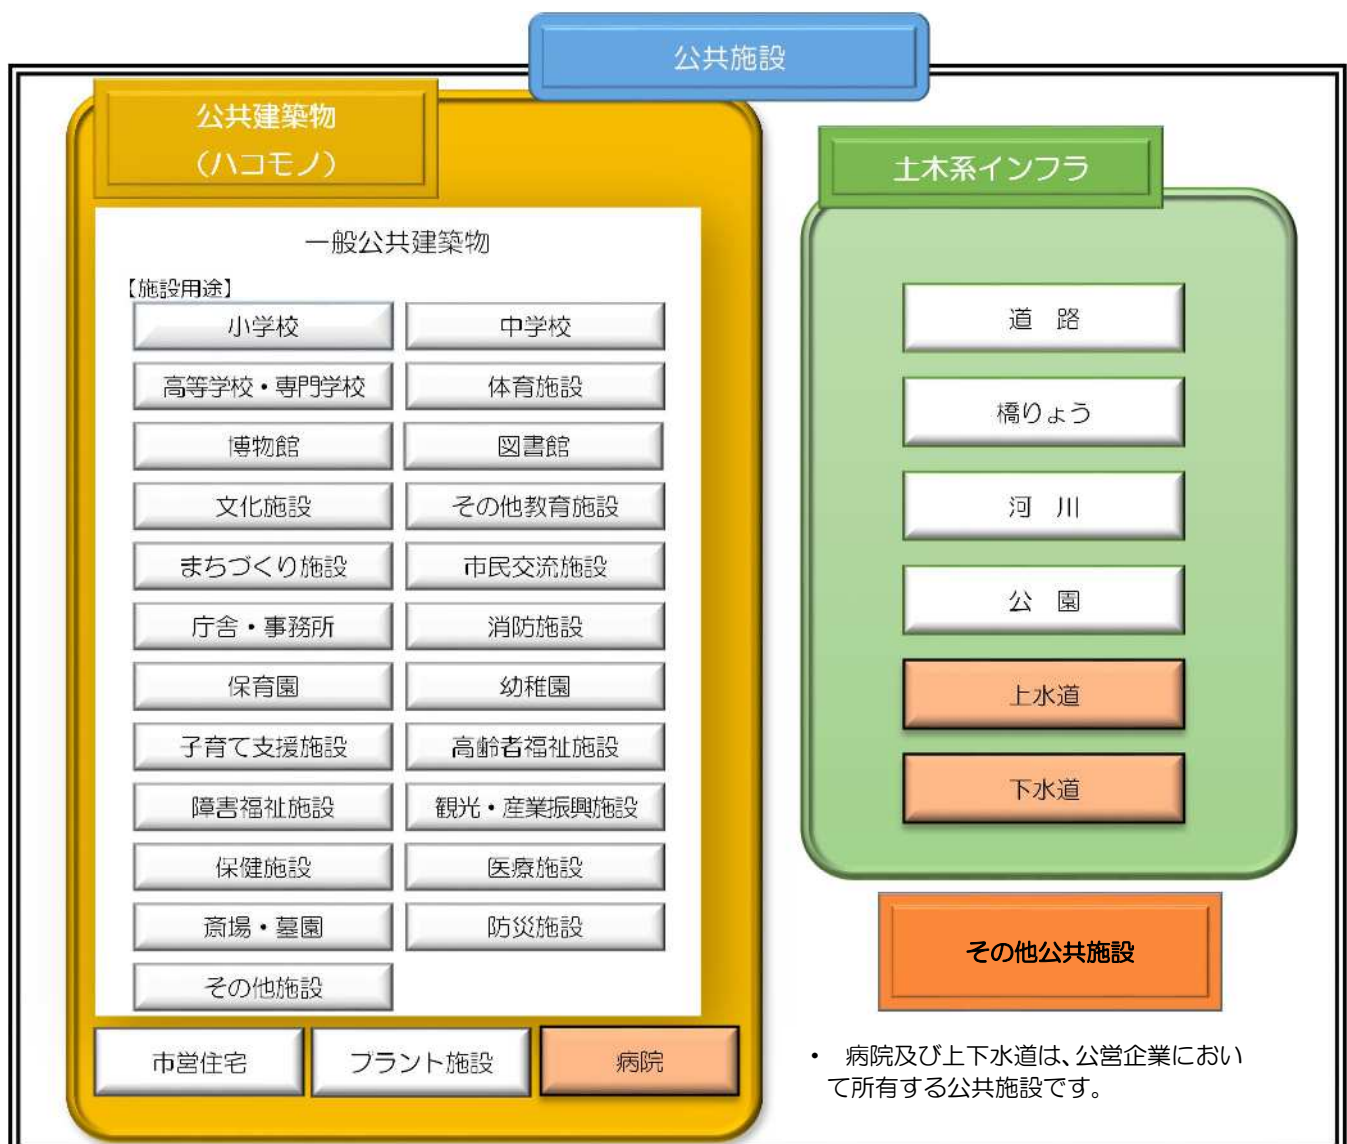 公共施設
公共建築物
（ハコモノ）
一般公共建築物
【施設用途】
小学校
中学校
高等学校・専門学校
体育施設
博物館
図書館
文化施設
その他教育施設
まちづくり施設
市民交流施設
庁舎・事務所
消防施設
保育園
幼稚園
子育て支援施設
高齢者福祉施設
障害福祉施設
観光・産業振興施設
保健施設
医療施設
斎場・墓園
防災施設
その他施設
市営住宅
プラント施設
病院
土木系インフラ
道　路
橋りょう
河　川
公　園
上水道
下水道
その他公共施設
・　病院及び上下水道は、公営企業におい
て所有する公共施設です。